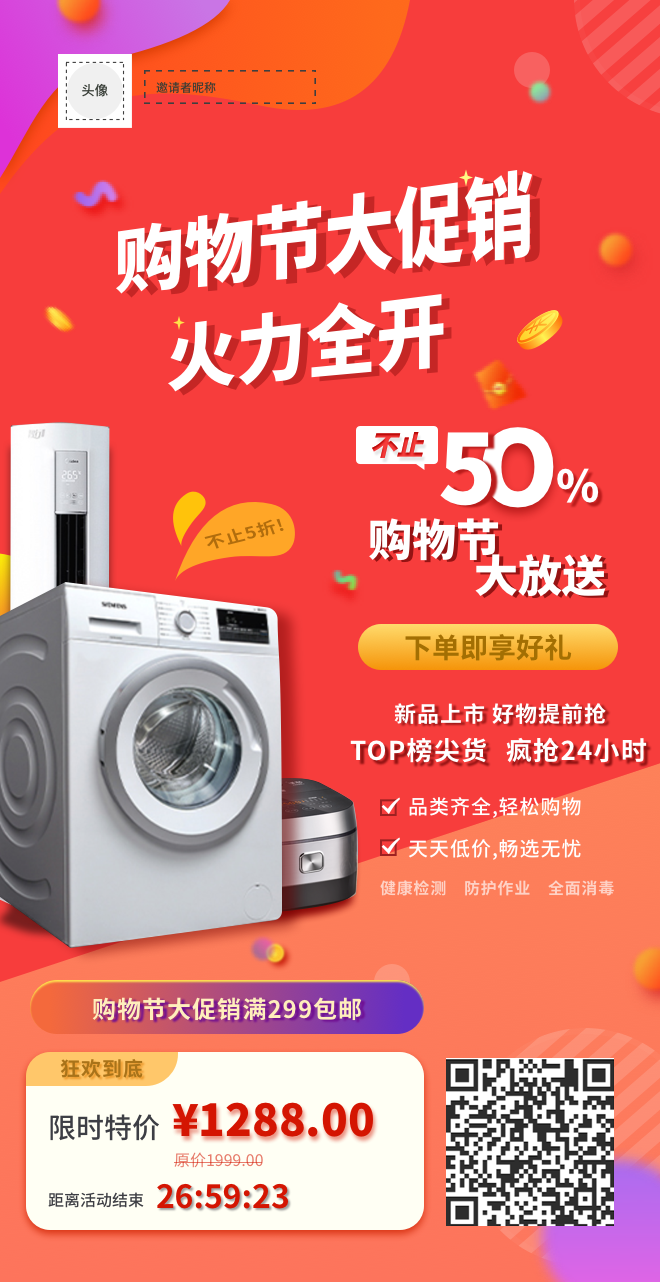 头像
邀请者昵称
购物节大促销
火力全开
不止
50%
购物节
大放送
不止5折!
SIEMENS
下单即享好礼
新品上市 好物提前抢
TOP榜尖货 疯抢24小时
品类齐全,轻松购物
天天低价,畅选无忧
健康检测 防护作业 全面消毒
购物节大促销满299包邮
狂欢到底
限时特价 ¥1288.00
原价1999.00
距离活动结束 26:59:23